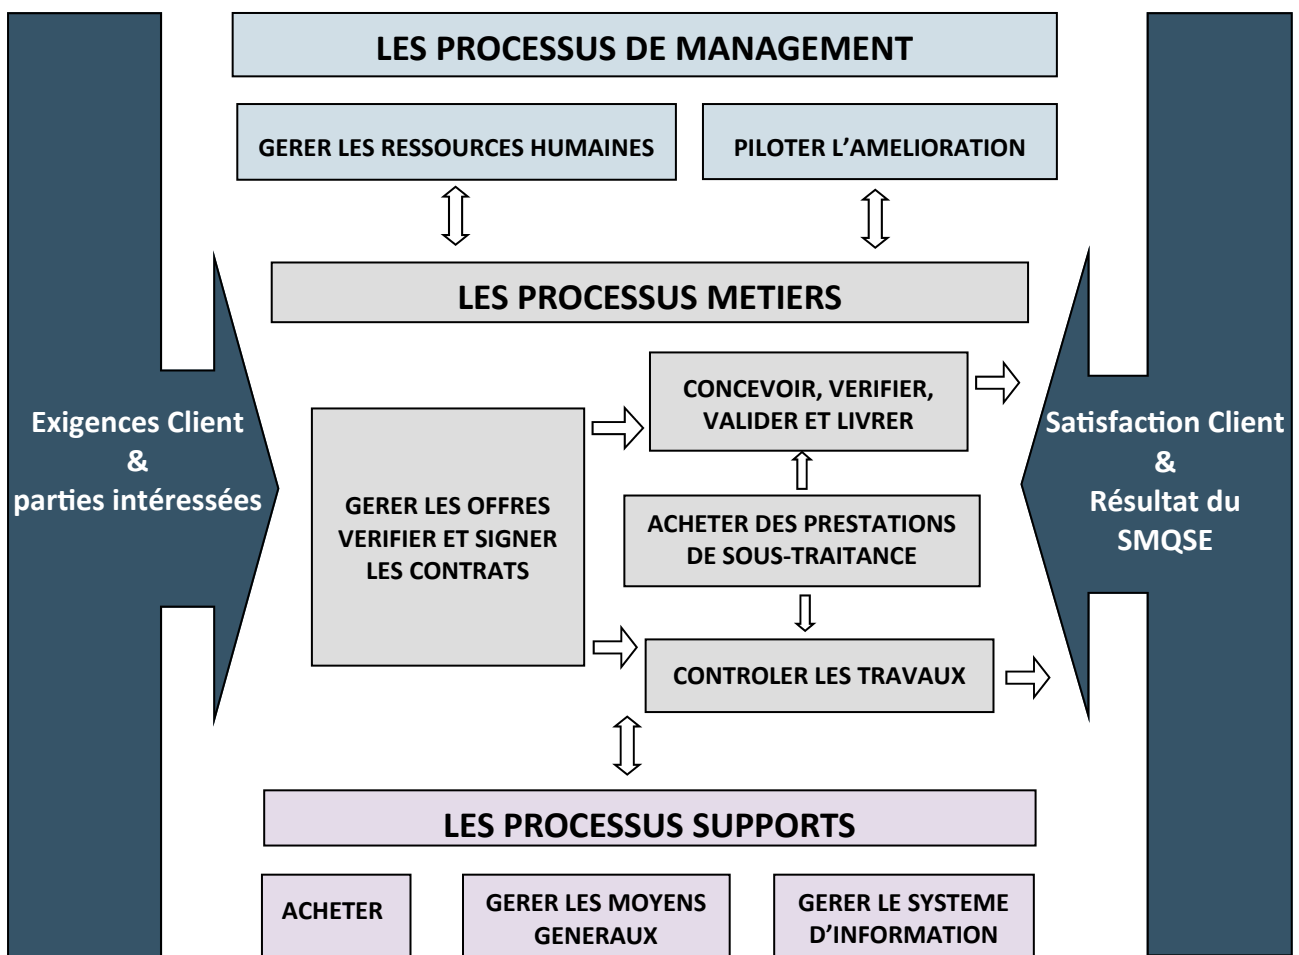 LES PROCESSUS DE MANAGEMENT
GERER LES RESSOURCES HUMAINES
PILOTER L’AMELIORATION
LES PROCESSUS METIERS
Exigences Client
&
parties intéressées
GERER LES OFFRES
VERIFIER ET SIGNER
LES CONTRATS
CONCEVOIR, VERIFIER,
VALIDER ET LIVRER
ACHETER DES PRESTATIONS
DE SOUS-TRAITANCE
CONTROLER LES TRAVAUX
Satisfaction Client
&
Résultat du
SMQSE
LES PROCESSUS SUPPORTS
ACHETER
GERER LES MOYENS
GENERAUX
GERER LE SYSTEME
D’INFORMATION